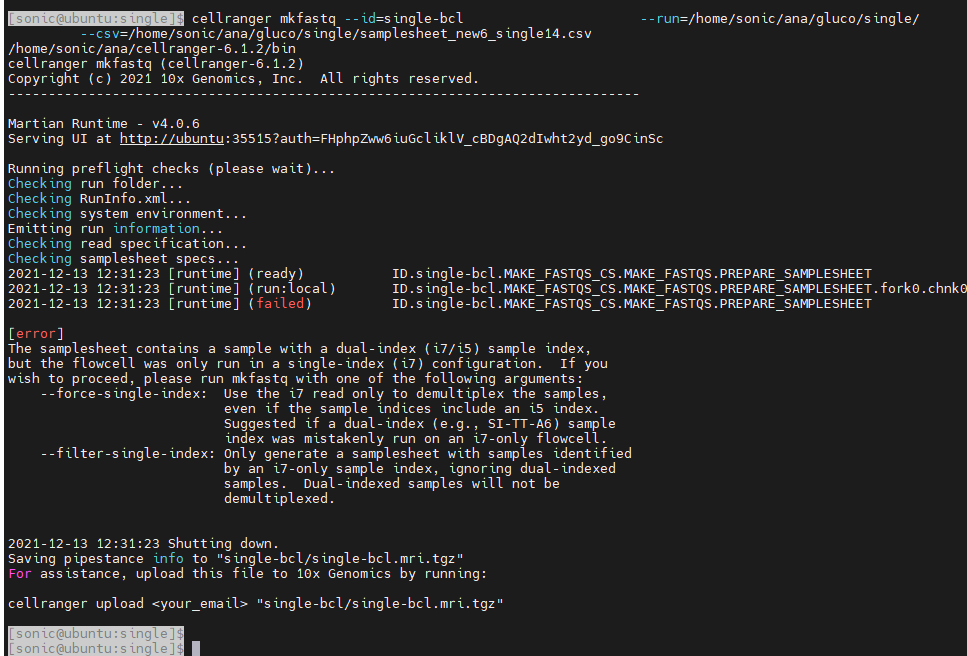 [sonic@ubuntu:single]$ cellranger mkfastq --id=single-bcl                      --run=/home/sonic/ana/gluco/single/
         --csv=/home/sonic/ana/gluco/single/samplesheet_new6_single14.csv
/home/sonic/ana/cellranger-6.1.2/bin
cellranger mkfastq (cellranger-6.1.2)
Copyright (c) 2021 10x Genomics, Inc.  All rights reserved.
-------------------------------------------------------------------------------

Martian Runtime - v4.0.6
Serving UI at http://ubuntu:35515?auth=FHphpZww6iuGcliklV_cBDgAQ2dIwht2yd_go9CinSc

Running preflight checks (please wait)...
Checking run folder...
Checking RunInfo.xml...
Checking system environment...
Emitting run information...
Checking read specification...
Checking samplesheet specs...
2021-12-13 12:31:23 [runtime] (ready)           ID.single-bcl.MAKE_FASTQS_CS.MAKE_FASTQS.PREPARE_SAMPLESHEET
2021-12-13 12:31:23 [runtime] (run:local)       ID.single-bcl.MAKE_FASTQS_CS.MAKE_FASTQS.PREPARE_SAMPLESHEET.fork0.chnk0
2021-12-13 12:31:23 [runtime] (failed)          ID.single-bcl.MAKE_FASTQS_CS.MAKE_FASTQS.PREPARE_SAMPLESHEET

[error]
The samplesheet contains a sample with a dual-index (i7/i5) sample index,
but the flowcell was only run in a single-index (i7) configuration.  If you
wish to proceed, please run mkfastq with one of the following arguments:
    --force-single-index:  Use the i7 read only to demultiplex the samples,
                           even if the sample indices include an i5 index.
                           Suggested if a dual-index (e.g., SI-TT-A6) sample
                           index was mistakenly run on an i7-only flowcell.
    --filter-single-index: Only generate a samplesheet with samples identified
                           by an i7-only sample index, ignoring dual-indexed
                           samples.  Dual-indexed samples will not be
                           demultiplexed.

2021-12-13 12:31:23 Shutting down.
Saving pipestance info to "single-bcl/single-bcl.mri.tgz"
For assistance, upload this file to 10x Genomics by running:

cellranger upload <your_email> "single-bcl/single-bcl.mri.tgz"

[sonic@ubuntu:single]$
[sonic@ubuntu:single]$